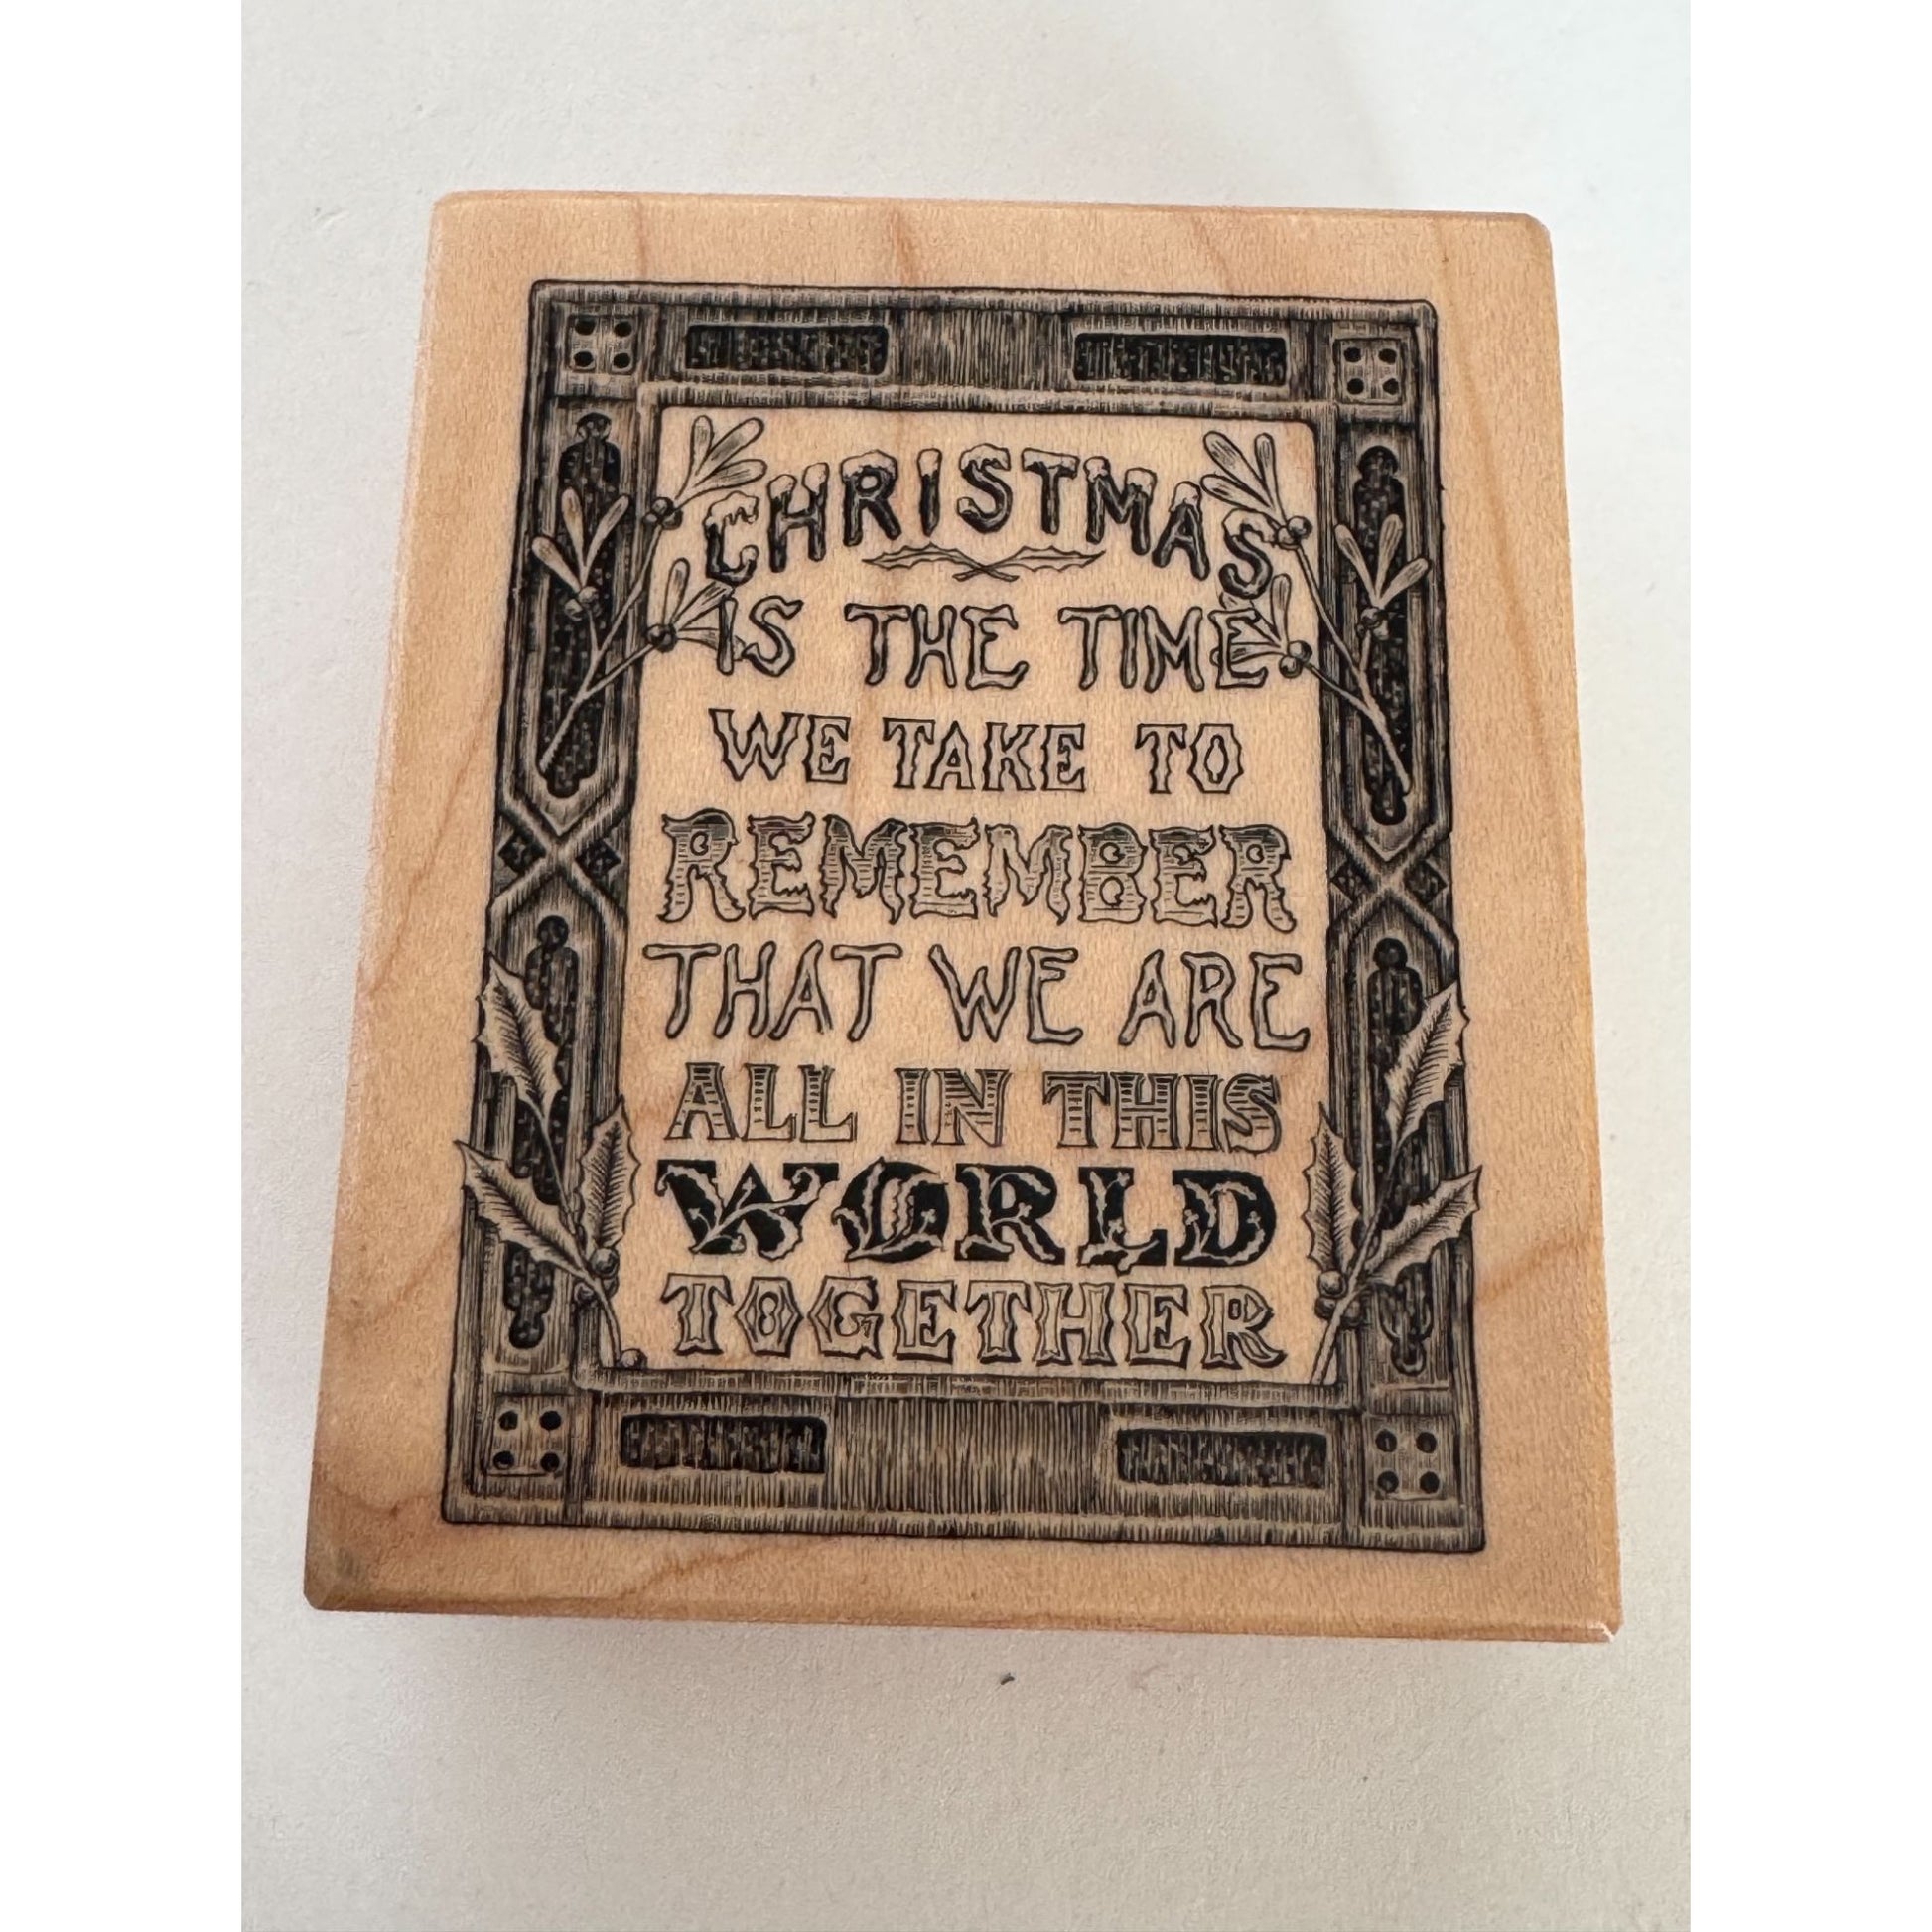 CHRISTMAS
IS THE TIME
WE TAKE TO
REMEMBER
THAT WE ARE
ALL IN THIS
WORLD
TOGETHER